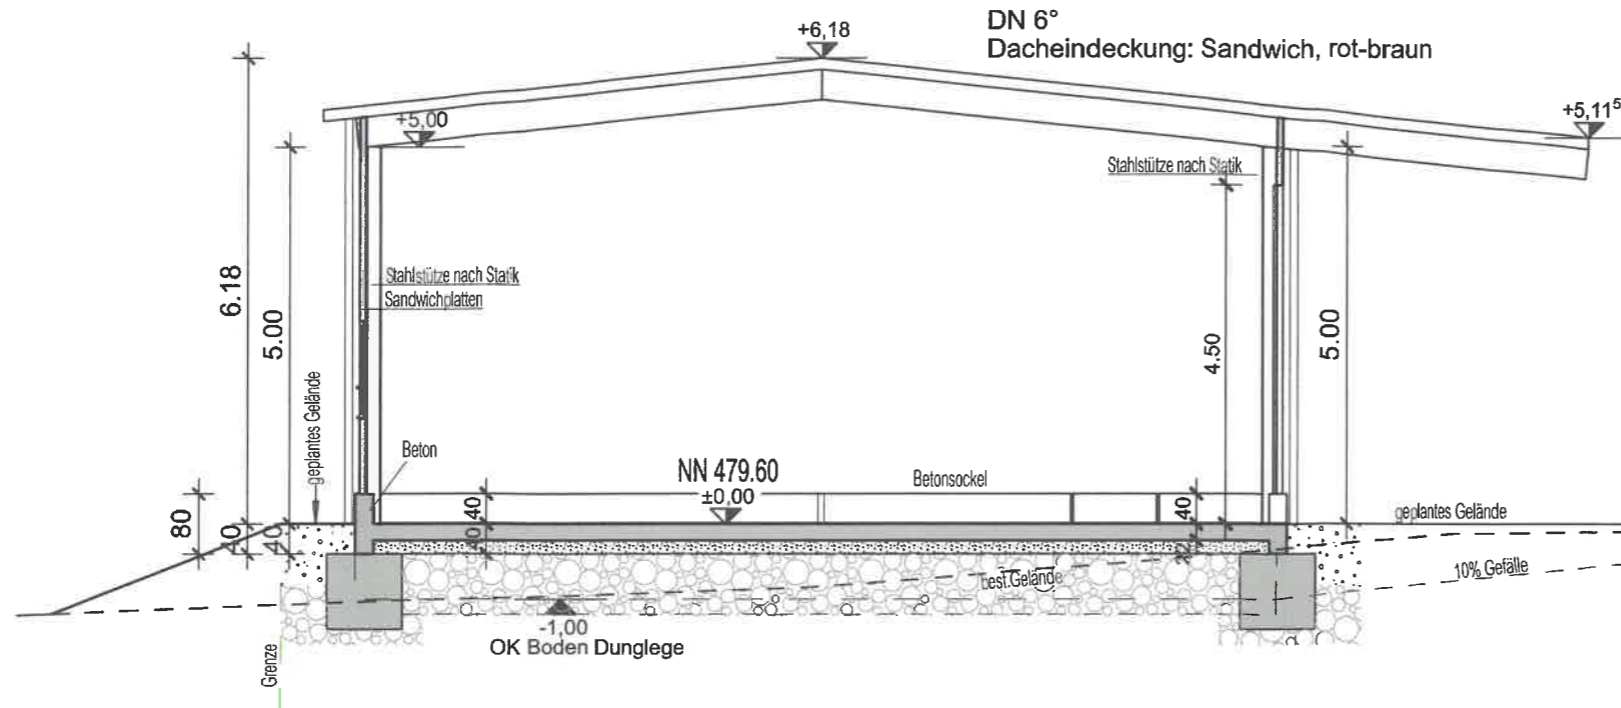 DN 6°
Dacheindeckung: Sandwich, rot-braun
+6,18
+5,00
+5,11⁵
Stahlstütze nach Statik
6.18
5.00
Stahlstütze nach Statik
Sandwichplatten
4.50
5.00
geplantes Gelände
Beton
NN 479.60
±0,00
Betonsockel
80
40
40
40
40
40
geplantes Gelände
best.Gelände
10% Gefälle
-1,00
OK Boden Dunglege
Grenze